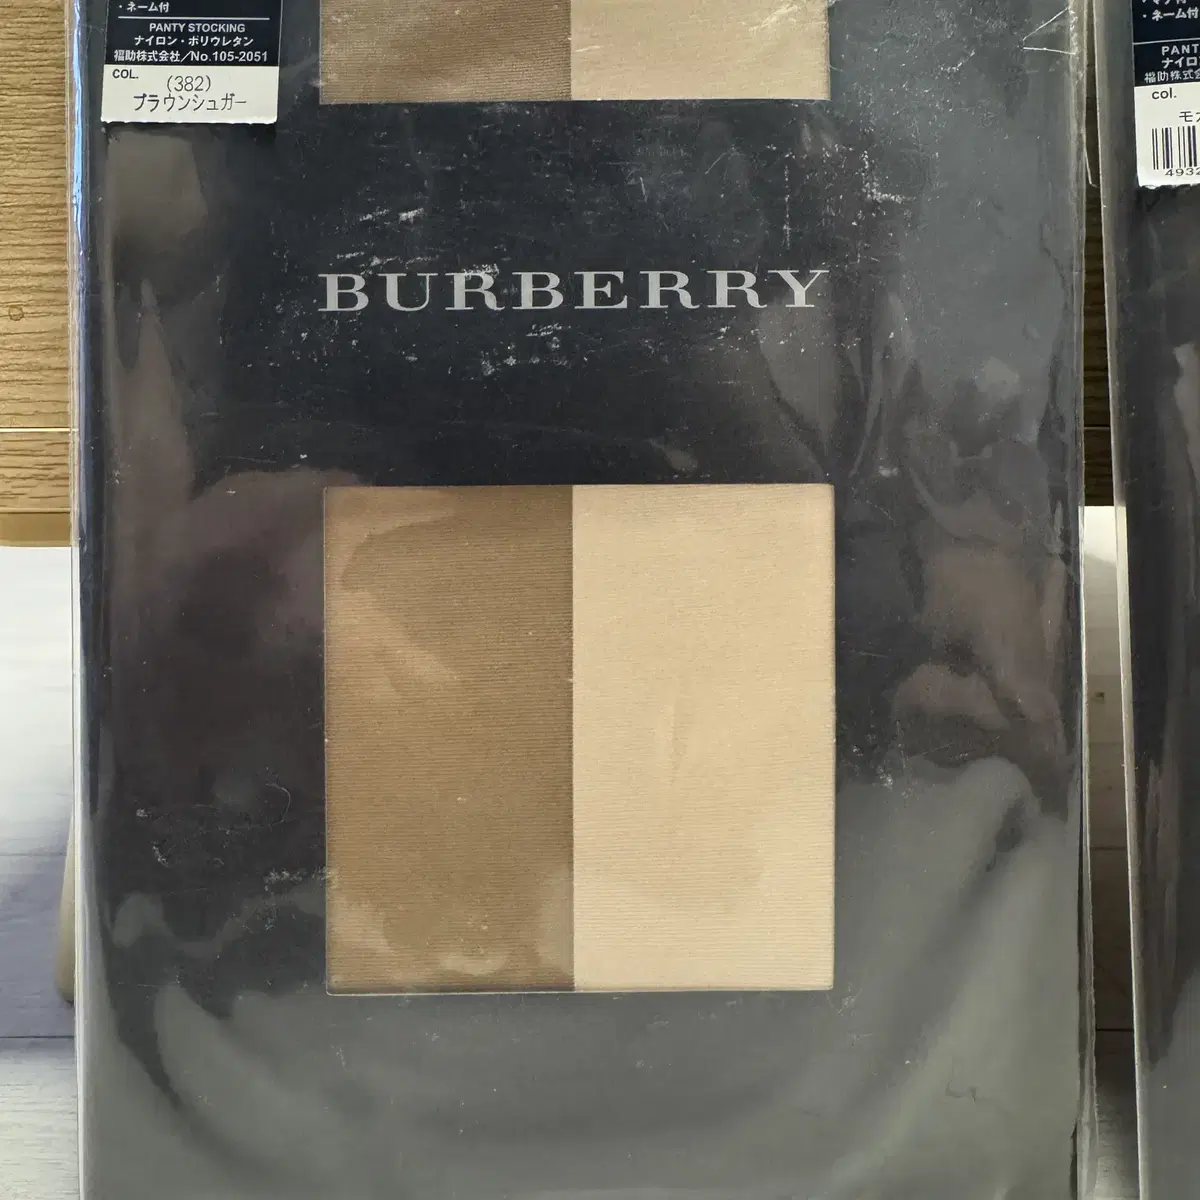 ・ネーム付
PANTY STOCKING
ナイロン・ポリウレタン
福助株式会社/No.105-2051
COL.
(382)
ブラウンシュガー
BURBERRY
・ネーム付
PANT
ナイロ
福助株式会
col.
モカ
4932